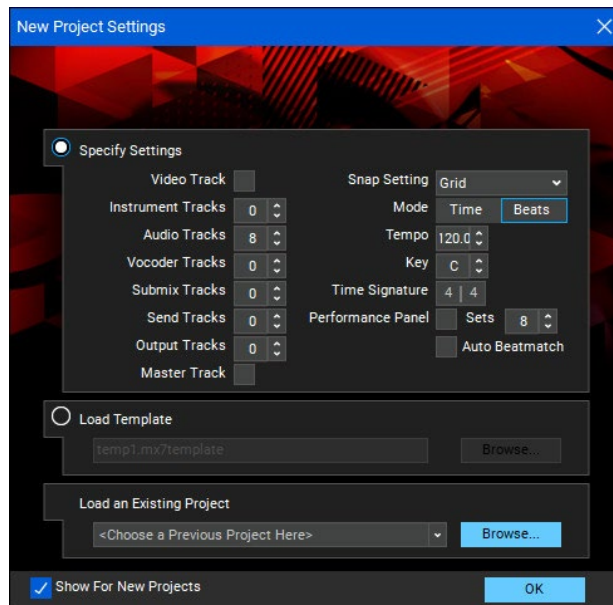 New Project Settings
Specify Settings
Video Track
Instrument Tracks 0
Audio Tracks 8
Vocoder Tracks 0
Submix Tracks 0
Send Tracks 0
Output Tracks 0
Master Track
Snap Setting Grid
Mode Time Beats
Tempo 120.0
Key C
Time Signature 4 | 4
Performance Panel Sets 8
Auto Beatmatch
Load Template
temp1.mx7template Browse...
Load an Existing Project
<Choose a Previous Project Here> Browse...
Show For New Projects OK